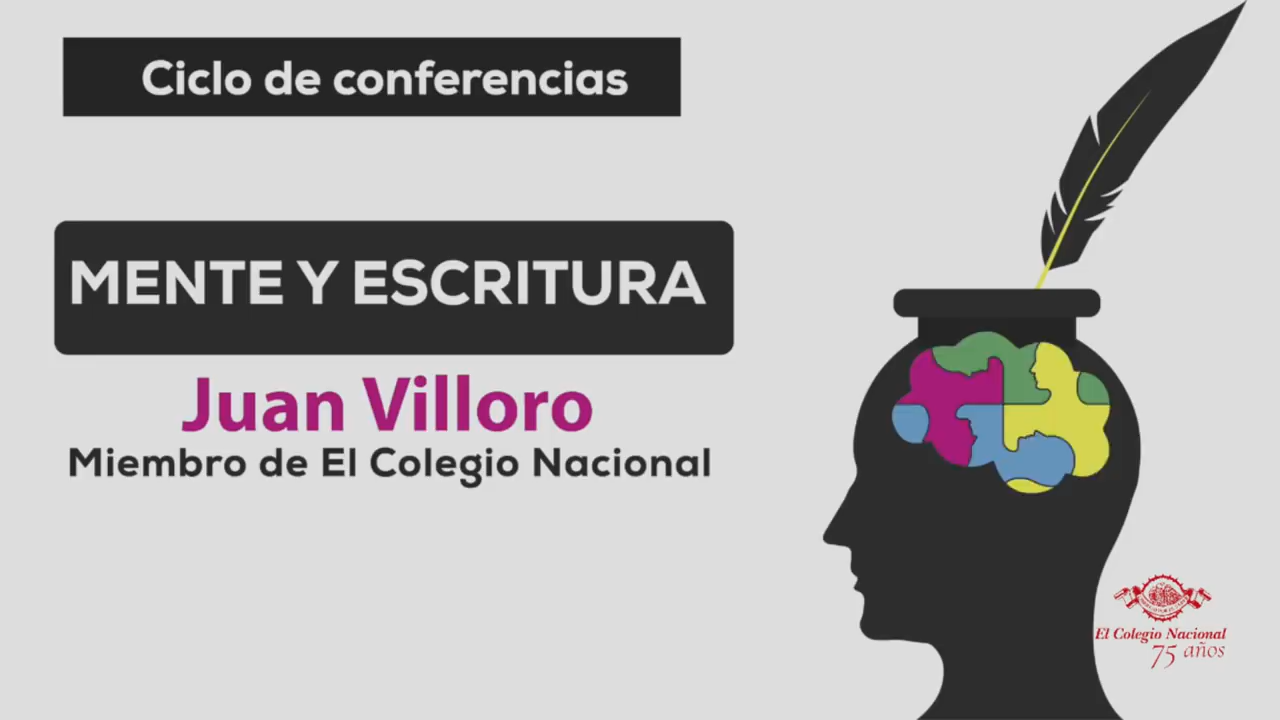 Ciclo de conferencias
MENTE Y ESCRITURA
Juan Villoro
Miembro de El Colegio Nacional
El Colegio Nacional
75 años